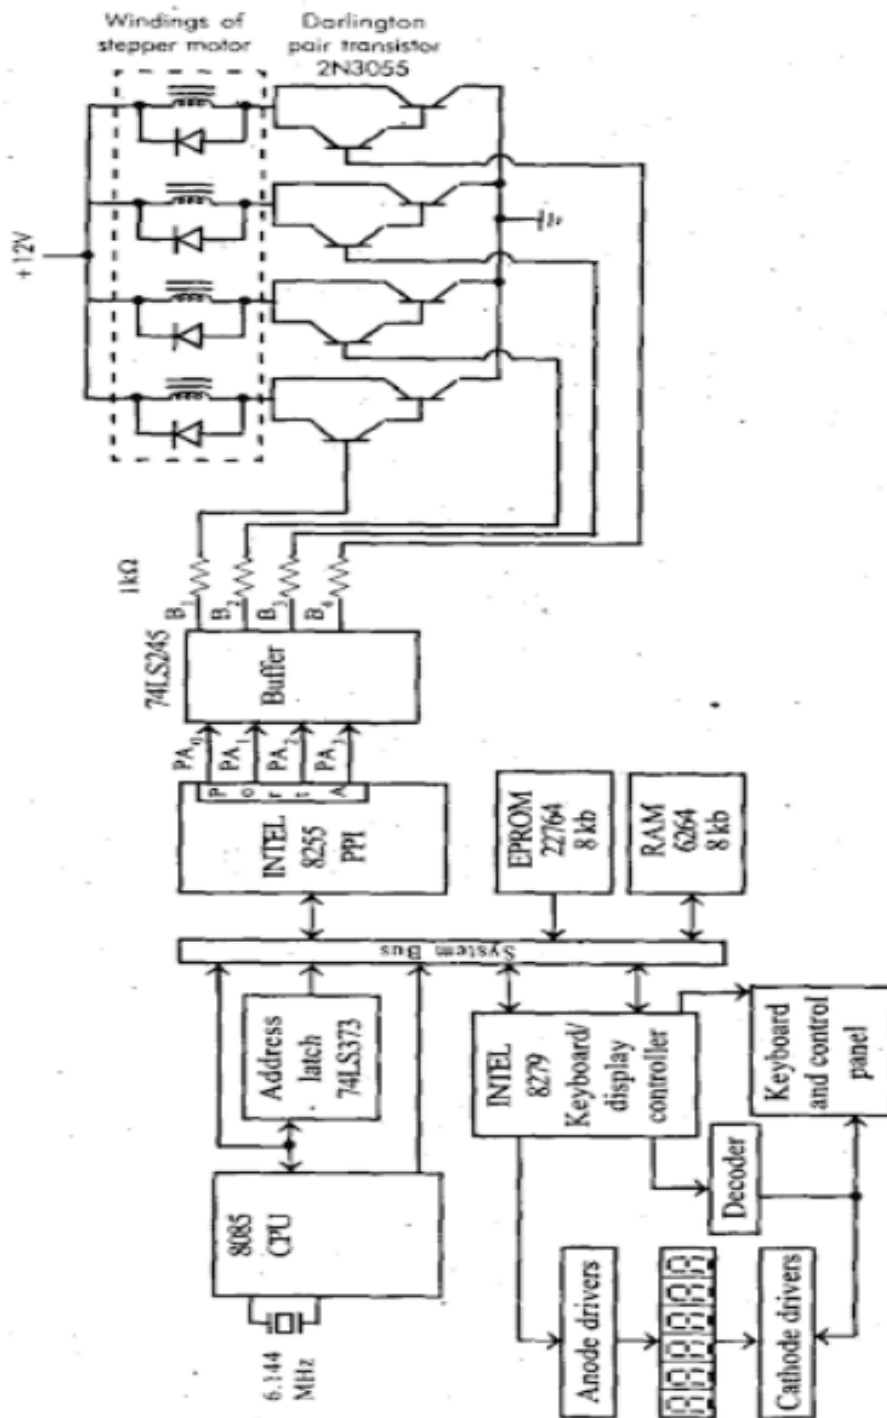 Windings of
stepper motor
Darlington
pair transistor
2N3055
+12V
1kΩ
B1
B2
B3
B4
74LS245
Buffer
PA0
PA1
PA2
PA3
Port A
INTEL
8255
PPI
EPROM
22764
8 kb
RAM
6264
8 kb
System Bus
Address
latch
74LS373
INTEL
8279
Keyboard/
display
controller
Keyboard
and control
panel
8085
CPU
Decoder
6.144
MHz
Anode drivers
888888
Cathode drivers